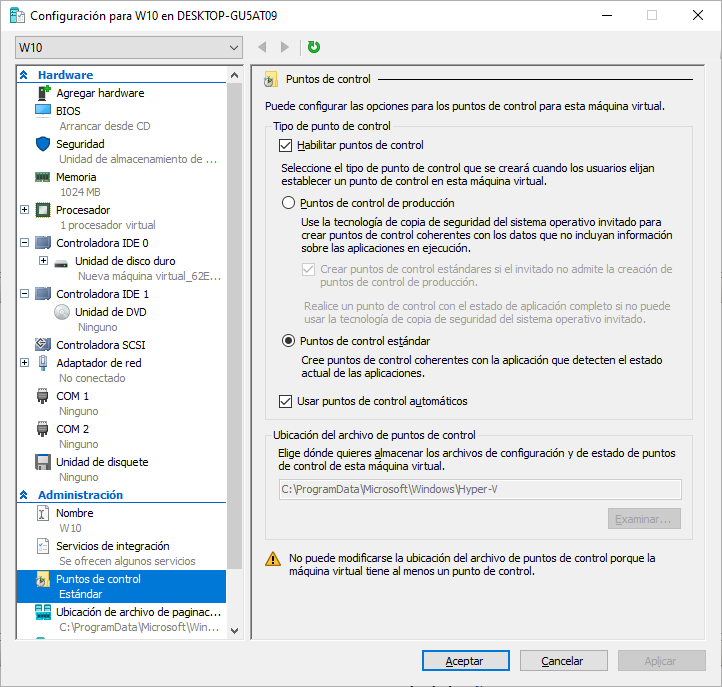 Configuración para W10 en DESKTOP-GU5AT09
W10
Hardware
Agregar hardware
BIOS
Arrancar desde CD
Seguridad
Unidad de almacenamiento de ...
Memoria
1024 MB
Procesador
1 procesador virtual
Controladora IDE 0
Unidad de disco duro
Nueva máquina virtual_62E...
Controladora IDE 1
Unidad de DVD
Ninguno
Controladora SCSI
Adaptador de red
No conectado
COM 1
Ninguno
COM 2
Ninguno
Unidad de disquete
Ninguno
Administración
Nombre
W10
Servicios de integración
Se ofrecen algunos servicios
Puntos de control
Estándar
Ubicación de archivo de paginac...
C:\ProgramData\Microsoft\Win...
Puntos de control
Puede configurar las opciones para los puntos de control para esta máquina virtual.
Tipo de punto de control
Habilitar puntos de control
Seleccione el tipo de punto de control que se creará cuando los usuarios elijan
establecer un punto de control en esta máquina virtual.
Puntos de control de producción
Use la tecnología de copia de seguridad del sistema operativo invitado para
crear puntos de control coherentes con los datos que no incluyan información
sobre las aplicaciones en ejecución.
Crear puntos de control estándares si el invitado no admite la creación de
puntos de control de producción.
Realice un punto de control con el estado de aplicación completo si no puede
usar la tecnología de copia de seguridad del sistema operativo invitado.
Puntos de control estándar
Cree puntos de control coherentes con la aplicación que detecten el estado
actual de las aplicaciones.
Usar puntos de control automáticos
Ubicación del archivo de puntos de control
Elige dónde quieres almacenar los archivos de configuración y de estado de puntos
de control de esta máquina virtual.
C:\ProgramData\Microsoft\Windows\Hyper-V
Examinar...
No puede modificarse la ubicación del archivo de puntos de control porque la
máquina virtual tiene al menos un punto de control.
Aceptar
Cancelar
Aplicar